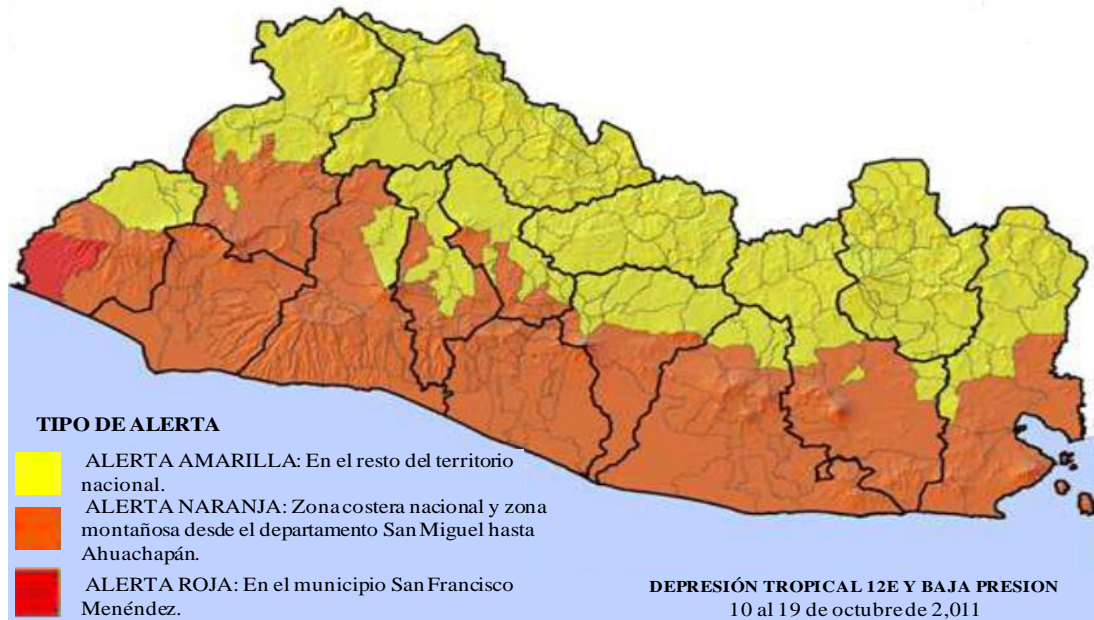 TIPO DE ALERTA
ALERTA AMARILLA: En el resto del territorio
nacional.
ALERTA NARANJA: Zona costera nacional y zona
montañosa desde el departamento San Miguel hasta
Ahuachapán.
ALERTA ROJA: En el municipio San Francisco
Menéndez.
DEPRESIÓN TROPICAL 12E Y BAJA PRESION
10 al 19 de octubre de 2,011